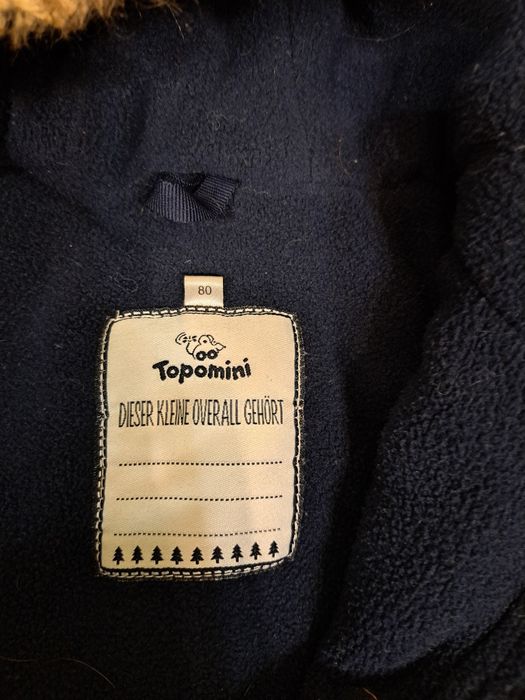 80
Topomini
DIESER KLEINE OVERALL GEHÖRT